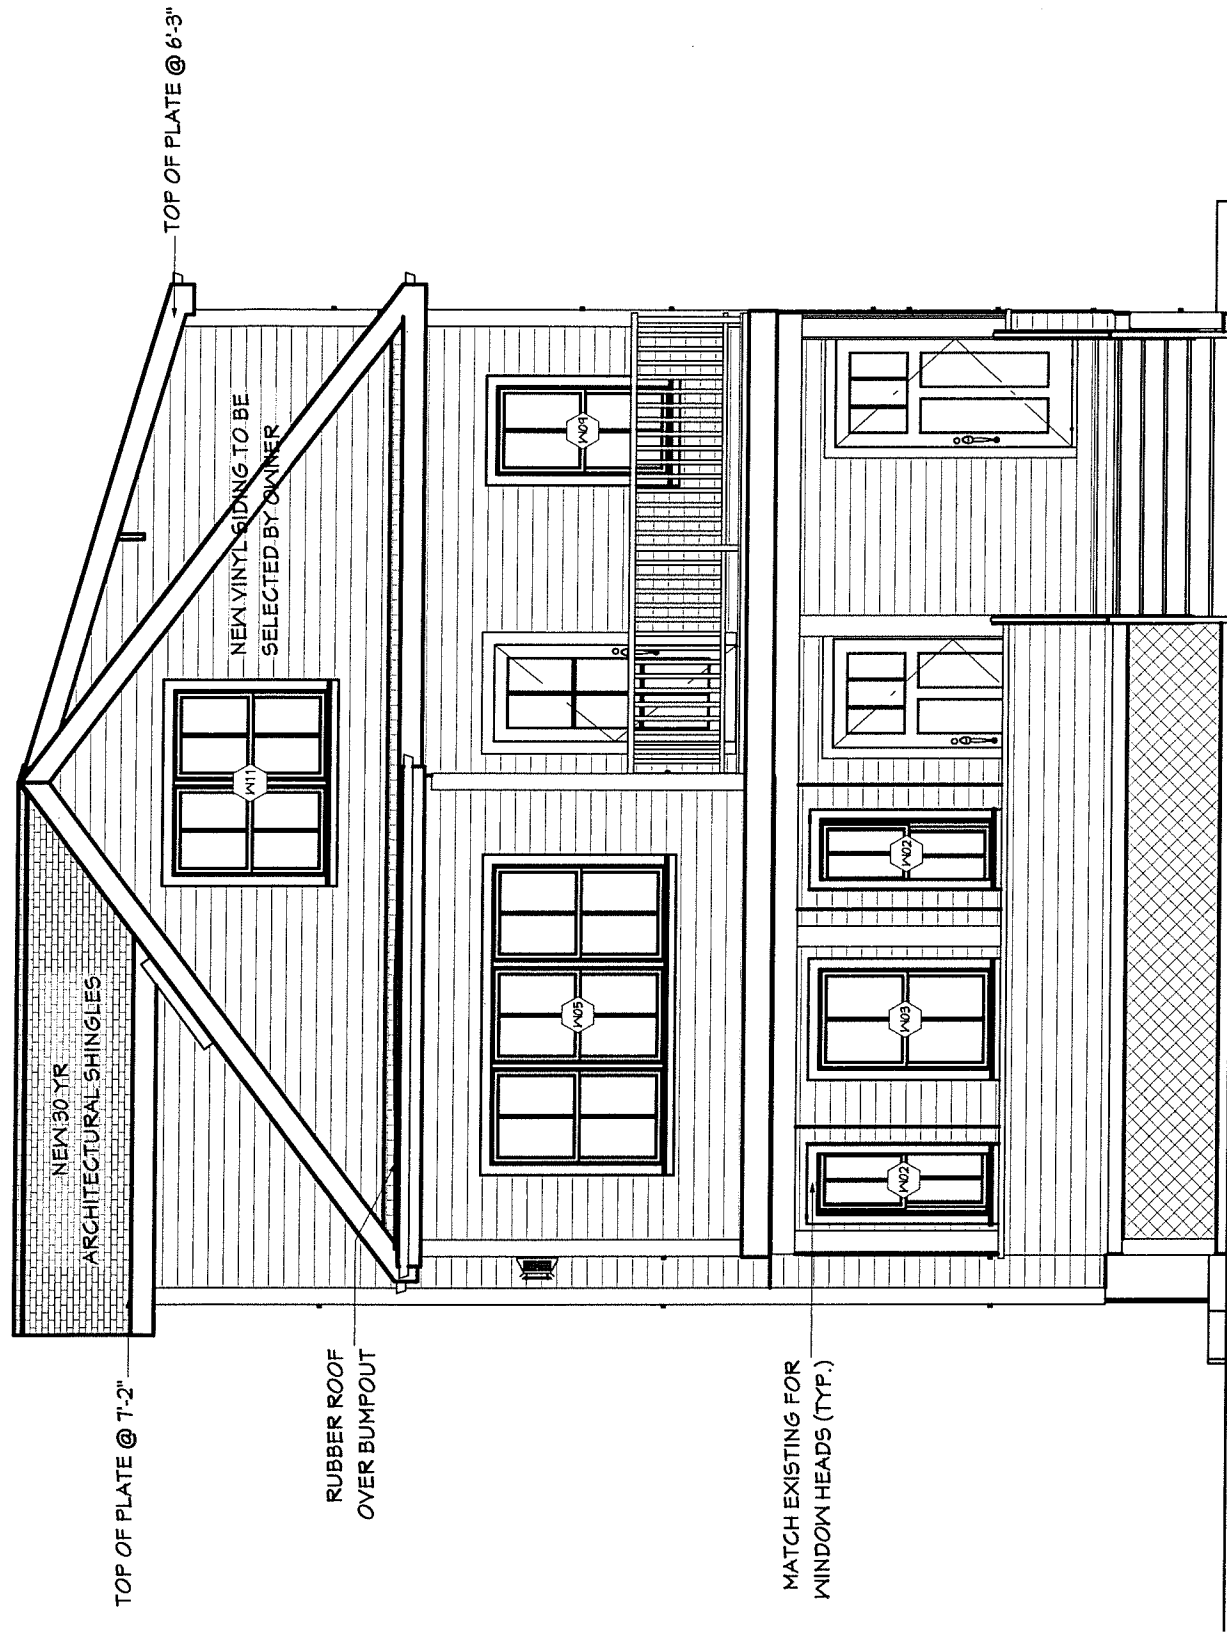 TOP OF PLATE @ 7'-2"
NEW 30 YR
ARCHITECTURAL SHINGLES
TOP OF PLATE @ 6'-3"
NEW VINYL SIDING TO BE
SELECTED BY OWNER
W11
RUBBER ROOF
OVER BUMPOUT
W05
W09
MATCH EXISTING FOR
WINDOW HEADS (TYP.)
W02
W03
W02